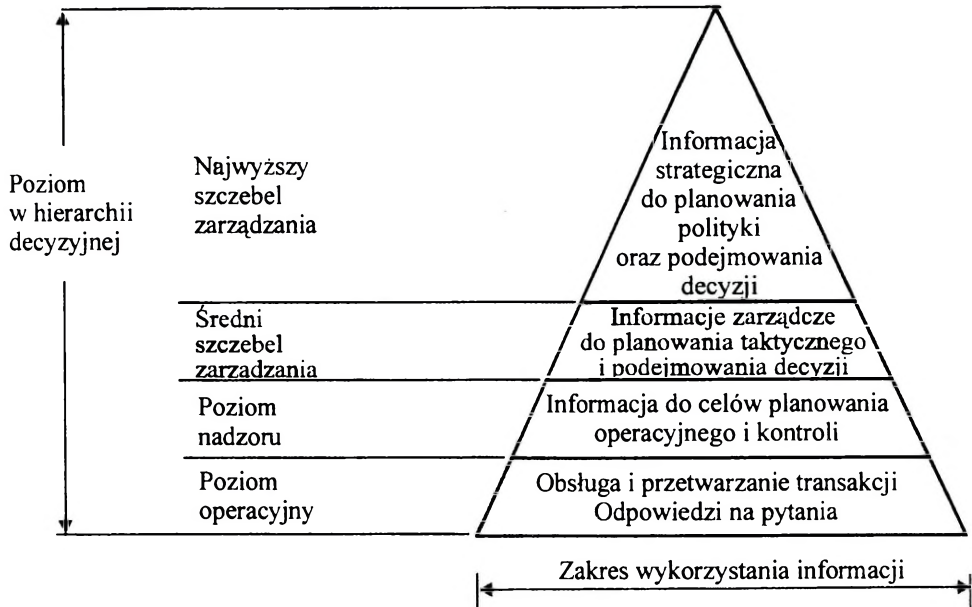 Poziom
w hierarchii
decyzyjnej
Najwyższy
szczebel
zarządzania
Informacja
strategiczna
do planowania
polityki
oraz podejmowania
decyzji
Średni
szczebel
zarzadzania
Informacje zarządcze
do planowania taktycznego
i podejmowania decyzji
Poziom
nadzoru
Informacja do celów planowania
operacyjnego i kontroli
Poziom
operacyjny
Obsługa i przetwarzanie transakcji
Odpowiedzi na pytania
Zakres wykorzystania informacji